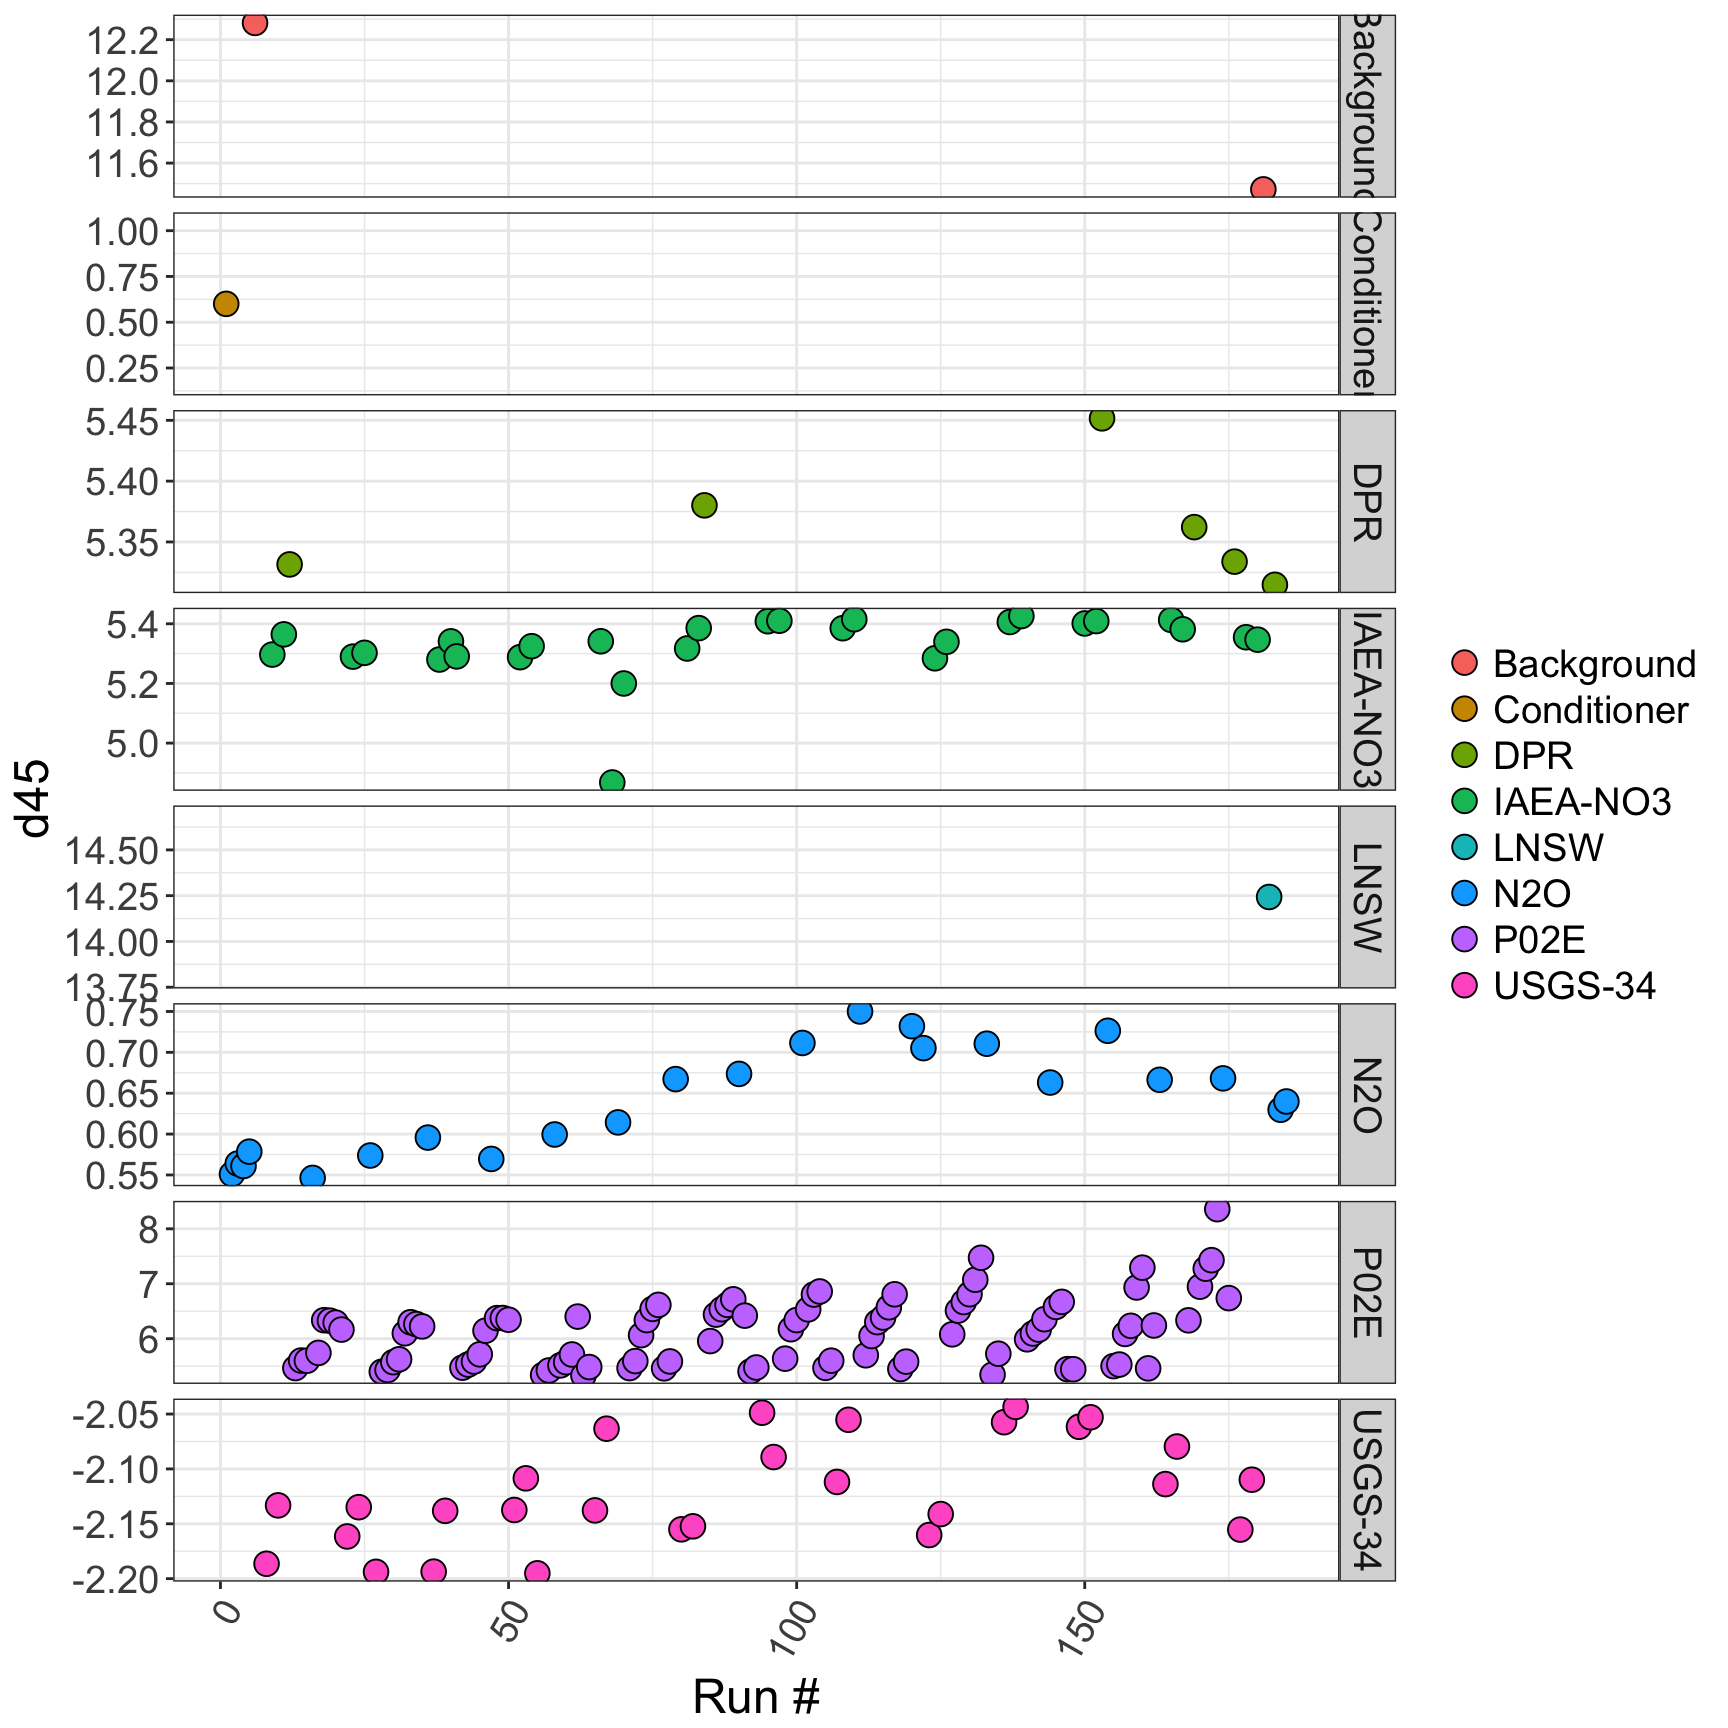 12.2
12.0
11.8
11.6
Background
1.00
0.75
0.50
0.25
Conditioner
5.45
5.40
5.35
DPR
5.4
5.2
5.0
IAEA-NO3
14.50
14.25
14.00
13.75
LNSW
0.75
0.70
0.65
0.60
0.55
N2O
8
7
6
P02E
-2.05
-2.10
-2.15
-2.20
USGS-34
0
50
100
150
Run #
d45
Background
Conditioner
DPR
IAEA-NO3
LNSW
N2O
P02E
USGS-34